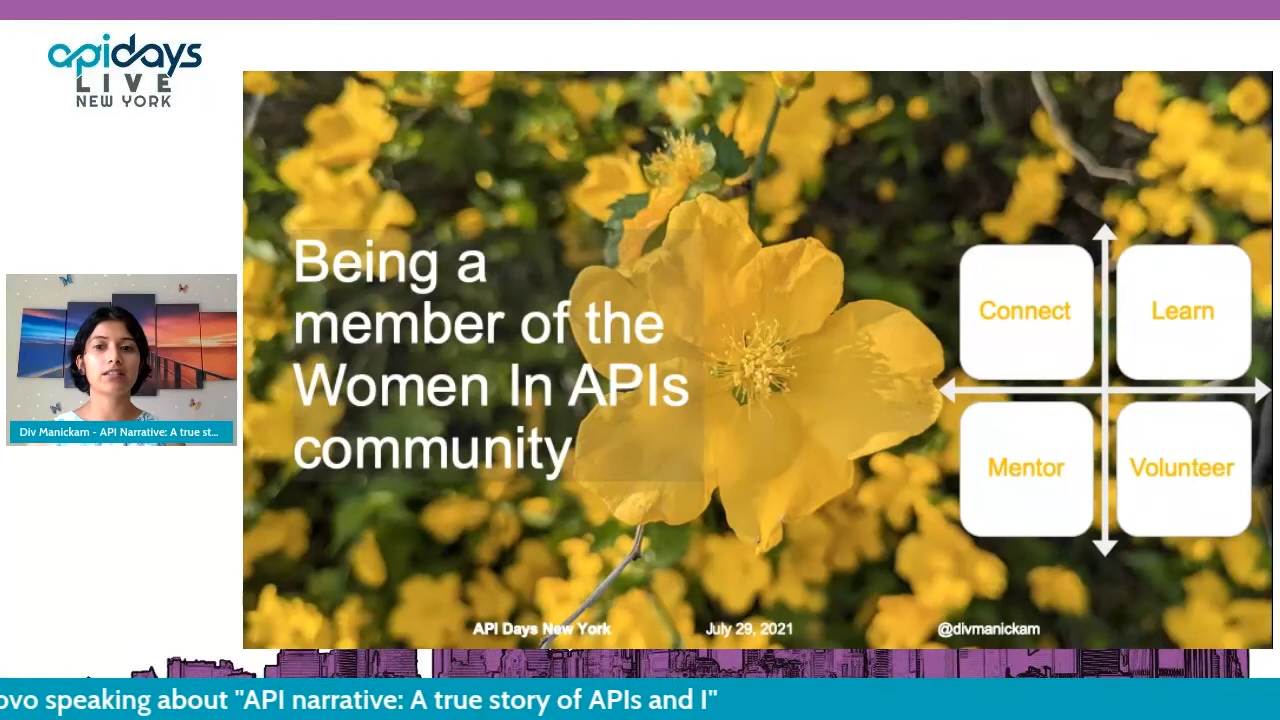 apidays
LIVE
NEW YORK
Being a
member of the
Women In APIs
community
Connect
Learn
Mentor
Volunteer
Div Manickam - API Narrative: A true st...
API Days New York
July 29, 2021
@divmanickam
ovo speaking about "API narrative: A true story of APIs and I"